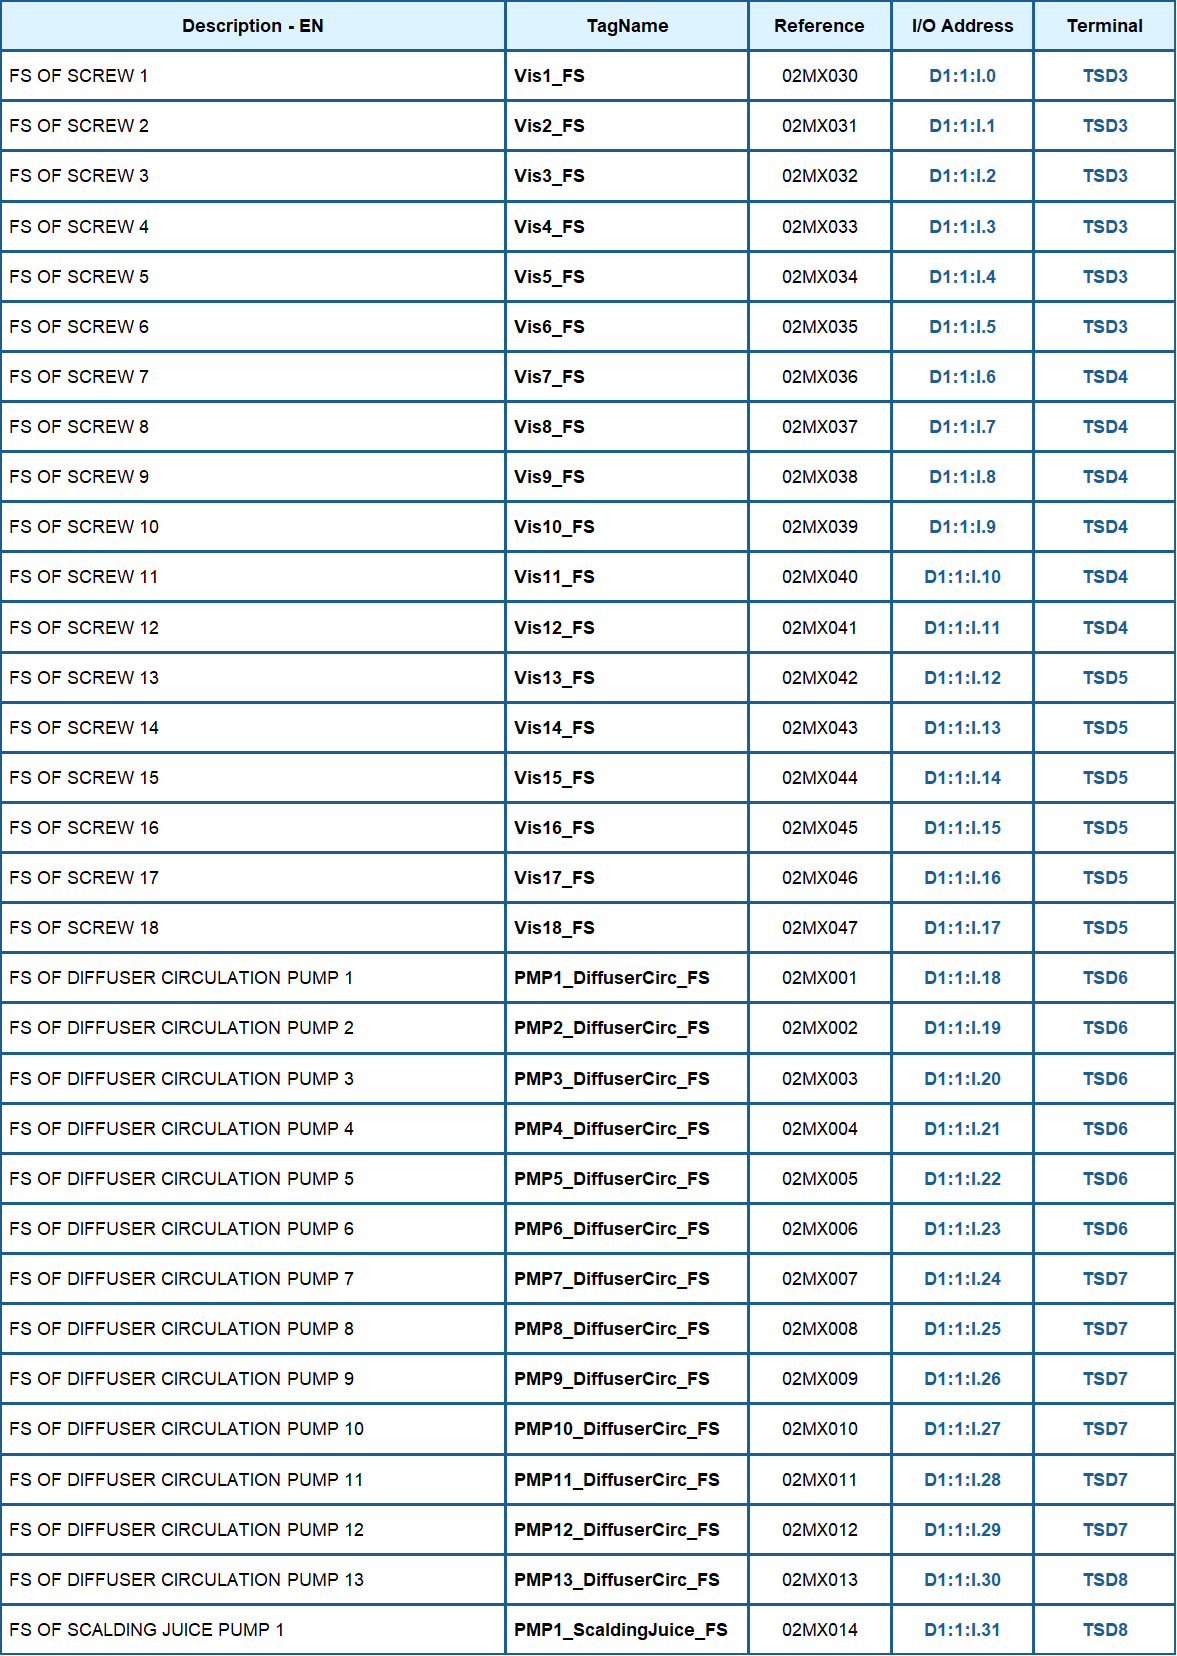 Description - EN TagName Reference I/O Address Terminal
FS OF SCREW 1 Vis1_FS 02MX030 D1:1:I.0 TSD3
FS OF SCREW 2 Vis2_FS 02MX031 D1:1:I.1 TSD3
FS OF SCREW 3 Vis3_FS 02MX032 D1:1:I.2 TSD3
FS OF SCREW 4 Vis4_FS 02MX033 D1:1:I.3 TSD3
FS OF SCREW 5 Vis5_FS 02MX034 D1:1:I.4 TSD3
FS OF SCREW 6 Vis6_FS 02MX035 D1:1:I.5 TSD3
FS OF SCREW 7 Vis7_FS 02MX036 D1:1:I.6 TSD4
FS OF SCREW 8 Vis8_FS 02MX037 D1:1:I.7 TSD4
FS OF SCREW 9 Vis9_FS 02MX038 D1:1:I.8 TSD4
FS OF SCREW 10 Vis10_FS 02MX039 D1:1:I.9 TSD4
FS OF SCREW 11 Vis11_FS 02MX040 D1:1:I.10 TSD4
FS OF SCREW 12 Vis12_FS 02MX041 D1:1:I.11 TSD4
FS OF SCREW 13 Vis13_FS 02MX042 D1:1:I.12 TSD5
FS OF SCREW 14 Vis14_FS 02MX043 D1:1:I.13 TSD5
FS OF SCREW 15 Vis15_FS 02MX044 D1:1:I.14 TSD5
FS OF SCREW 16 Vis16_FS 02MX045 D1:1:I.15 TSD5
FS OF SCREW 17 Vis17_FS 02MX046 D1:1:I.16 TSD5
FS OF SCREW 18 Vis18_FS 02MX047 D1:1:I.17 TSD5
FS OF DIFFUSER CIRCULATION PUMP 1 PMP1_DiffuserCirc_FS 02MX001 D1:1:I.18 TSD6
FS OF DIFFUSER CIRCULATION PUMP 2 PMP2_DiffuserCirc_FS 02MX002 D1:1:I.19 TSD6
FS OF DIFFUSER CIRCULATION PUMP 3 PMP3_DiffuserCirc_FS 02MX003 D1:1:I.20 TSD6
FS OF DIFFUSER CIRCULATION PUMP 4 PMP4_DiffuserCirc_FS 02MX004 D1:1:I.21 TSD6
FS OF DIFFUSER CIRCULATION PUMP 5 PMP5_DiffuserCirc_FS 02MX005 D1:1:I.22 TSD6
FS OF DIFFUSER CIRCULATION PUMP 6 PMP6_DiffuserCirc_FS 02MX006 D1:1:I.23 TSD6
FS OF DIFFUSER CIRCULATION PUMP 7 PMP7_DiffuserCirc_FS 02MX007 D1:1:I.24 TSD7
FS OF DIFFUSER CIRCULATION PUMP 8 PMP8_DiffuserCirc_FS 02MX008 D1:1:I.25 TSD7
FS OF DIFFUSER CIRCULATION PUMP 9 PMP9_DiffuserCirc_FS 02MX009 D1:1:I.26 TSD7
FS OF DIFFUSER CIRCULATION PUMP 10 PMP10_DiffuserCirc_FS 02MX010 D1:1:I.27 TSD7
FS OF DIFFUSER CIRCULATION PUMP 11 PMP11_DiffuserCirc_FS 02MX011 D1:1:I.28 TSD7
FS OF DIFFUSER CIRCULATION PUMP 12 PMP12_DiffuserCirc_FS 02MX012 D1:1:I.29 TSD7
FS OF DIFFUSER CIRCULATION PUMP 13 PMP13_DiffuserCirc_FS 02MX013 D1:1:I.30 TSD8
FS OF SCALDING JUICE PUMP 1 PMP1_ScaldingJuice_FS 02MX014 D1:1:I.31 TSD8